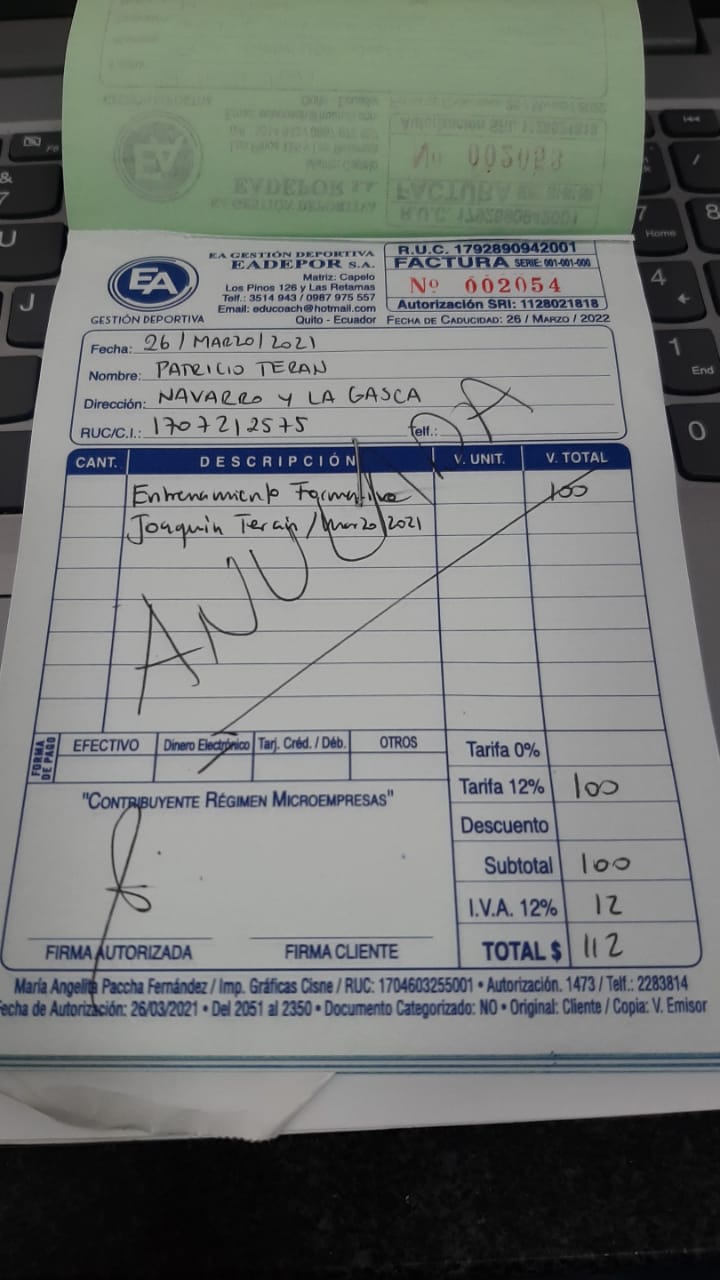 Nº 002053
EA
GESTIÓN DEPORTIVA
EA GESTIÓN DEPORTIVA
EADEPOR S.A.
Matriz: Capelo
Los Pinos 126 y Las Retamas
Telf.: 3514 943 / 0987 975 557
Email: educoach@hotmail.com
Quito - Ecuador
R.U.C. 1792890942001
FACTURA SERIE: 001-001-000
Nº 002054
Autorización SRI: 1128021818
FECHA DE CADUCIDAD: 26 / MARZO / 2022
Fecha: 26 / MARZO / 2021
Nombre: PATRICIO TERAN
Dirección: NAVARRO Y LA GASCA
RUC/C.I.: 1707212575 Telf.:
CANT. DESCRIPCIÓN V. UNIT. V. TOTAL
Entrenamiento Formativo 100
Joaquin Teran / Marzo / 2021
ANULADA
FORMA DE PAGO
EFECTIVO Dinero Electrónico Tarj. Créd. / Déb. OTROS
Tarifa 0%
Tarifa 12% 100
Descuento
Subtotal 100
I.V.A. 12% 12
TOTAL $ 112
"CONTRIBUYENTE RÉGIMEN MICROEMPRESAS"
FIRMA AUTORIZADA FIRMA CLIENTE
María Angelita Paccha Fernández / Imp. Gráficas Cisne / RUC: 1704603255001 • Autorización. 1473 / Telf.: 2283814
Fecha de Autorización: 26/03/2021 • Del 2051 al 2350 • Documento Categorizado: NO • Original: Cliente / Copia: V. Emisor